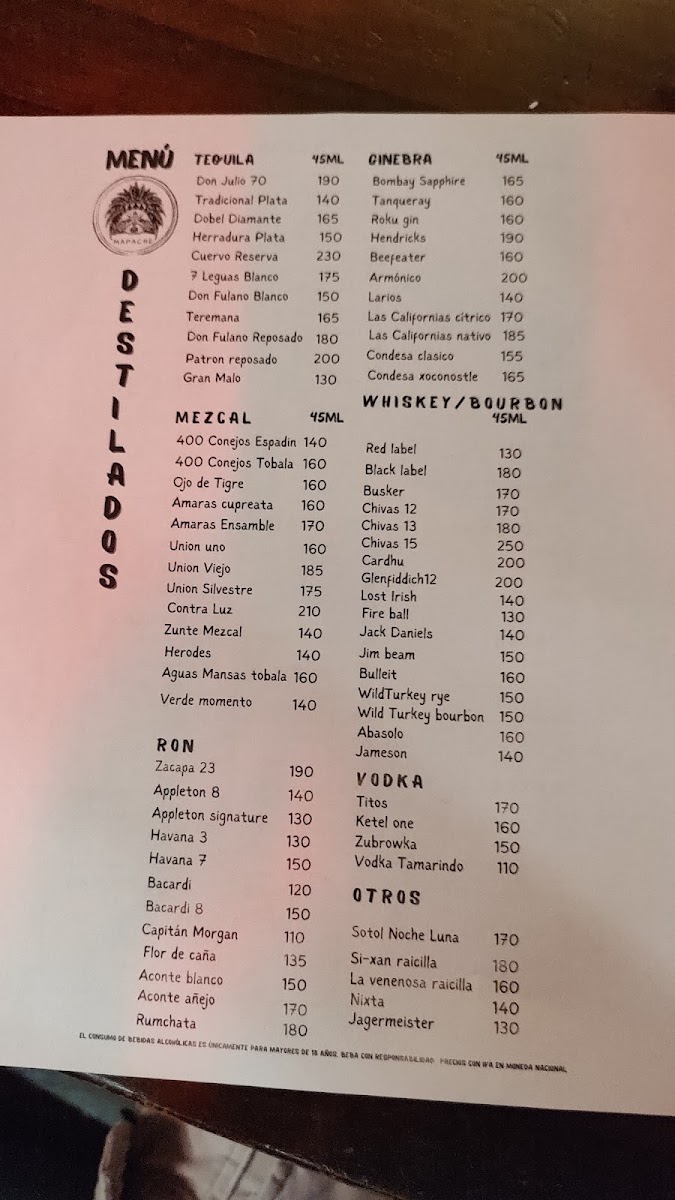 MENÚ
MAPACHE
DESTILADOS
TEQUILA 45ML
Don Julio 70 190
Tradicional Plata 140
Dobel Diamante 165
Herradura Plata 150
Cuervo Reserva 230
7 Leguas Blanco 175
Don Fulano Blanco 150
Teremana 165
Don Fulano Reposado 180
Patron reposado 200
Gran Malo 130
MEZCAL 45ML
400 Conejos Espadin 140
400 Conejos Tobala 160
Ojo de Tigre 160
Amaras cupreata 160
Amaras Ensamble 170
Union uno 160
Union Viejo 185
Union Silvestre 175
Contra Luz 210
Zunte Mezcal 140
Herodes 140
Aguas Mansas tobala 160
Verde momento 140
RON
Zacapa 23 190
Appleton 8 140
Appleton signature 130
Havana 3 130
Havana 7 150
Bacardi 120
Bacardi 8 150
Capitán Morgan 110
Flor de caña 135
Aconte blanco 150
Aconte añejo 170
Rumchata 180
GINEBRA 45ML
Bombay Sapphire 165
Tanqueray 160
Roku gin 160
Hendricks 190
Beefeater 160
Armónico 200
Larios 140
Las Californias cítrico 170
Las Californias nativo 185
Condesa clasico 155
Condesa xoconostle 165
WHISKEY/BOURBON
45ML
Red label 130
Black label 180
Busker 170
Chivas 12 170
Chivas 13 180
Chivas 15 250
Cardhu 200
Glenfiddich12 200
Lost Irish 140
Fire ball 130
Jack Daniels 140
Jim beam 150
Bulleit 160
WildTurkey rye 150
Wild Turkey bourbon 150
Abasolo 160
Jameson 140
VODKA
Titos 170
Ketel one 160
Zubrowka 150
Vodka Tamarindo 110
OTROS
Sotol Noche Luna 170
Si-xan raicilla 180
La venenosa raicilla 160
Nixta 140
Jagermeister 130
EL CONSUMO DE BEBIDAS ALCOHÓLICAS ES ÚNICAMENTE PARA MAYORES DE 18 AÑOS. BEBA CON RESPONSABILIDAD. PRECIOS CON IVA EN MONEDA NACIONAL